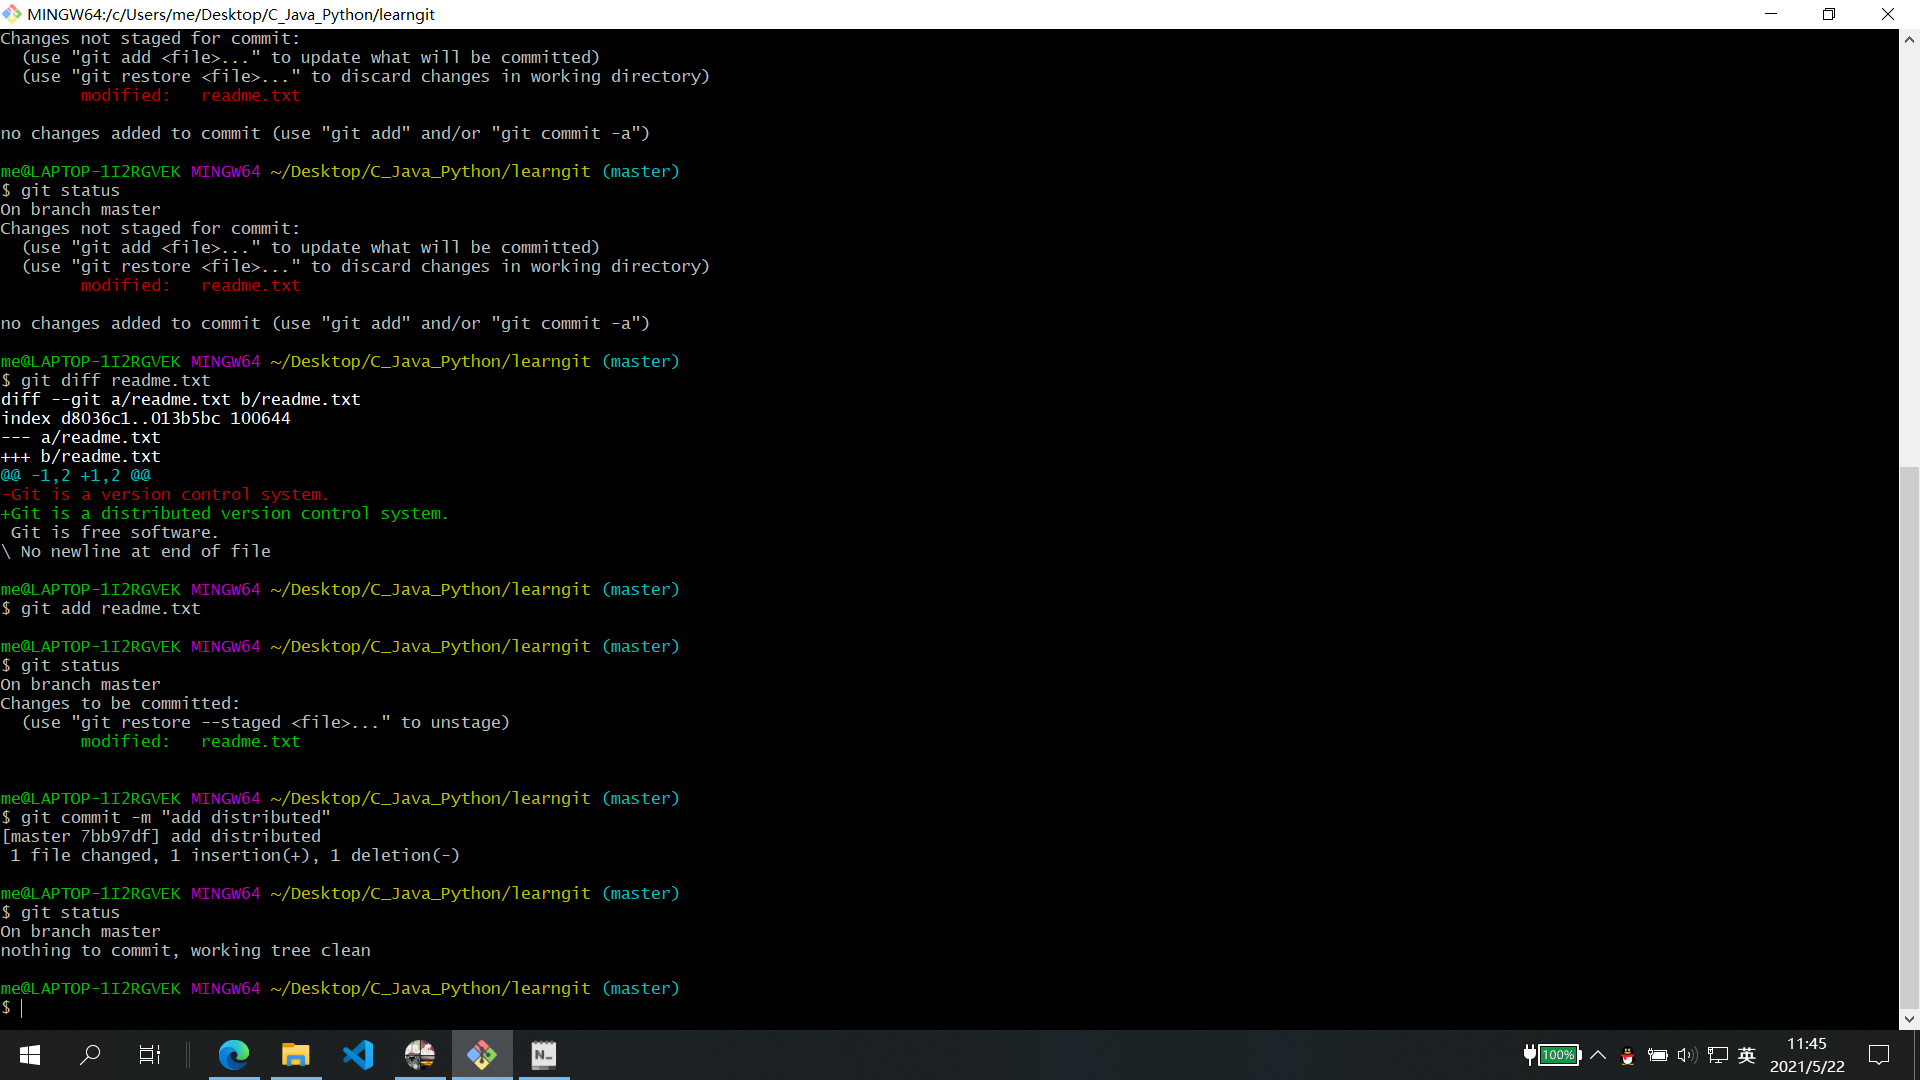 MINGW64:/c/Users/me/Desktop/C_Java_Python/learngit
Changes not staged for commit:
  (use "git add <file>..." to update what will be committed)
  (use "git restore <file>..." to discard changes in working directory)
        modified:   readme.txt
no changes added to commit (use "git add" and/or "git commit -a")
me@LAPTOP-1I2RGVEK MINGW64 ~/Desktop/C_Java_Python/learngit (master)
$ git status
On branch master
Changes not staged for commit:
  (use "git add <file>..." to update what will be committed)
  (use "git restore <file>..." to discard changes in working directory)
        modified:   readme.txt
no changes added to commit (use "git add" and/or "git commit -a")
me@LAPTOP-1I2RGVEK MINGW64 ~/Desktop/C_Java_Python/learngit (master)
$ git diff readme.txt
diff --git a/readme.txt b/readme.txt
index d8036c1..013b5bc 100644
--- a/readme.txt
+++ b/readme.txt
@@ -1,2 +1,2 @@
-Git is a version control system.
+Git is a distributed version control system.
 Git is free software.
\ No newline at end of file
me@LAPTOP-1I2RGVEK MINGW64 ~/Desktop/C_Java_Python/learngit (master)
$ git add readme.txt
me@LAPTOP-1I2RGVEK MINGW64 ~/Desktop/C_Java_Python/learngit (master)
$ git status
On branch master
Changes to be committed:
  (use "git restore --staged <file>..." to unstage)
        modified:   readme.txt
me@LAPTOP-1I2RGVEK MINGW64 ~/Desktop/C_Java_Python/learngit (master)
$ git commit -m "add distributed"
[master 7bb97df] add distributed
 1 file changed, 1 insertion(+), 1 deletion(-)
me@LAPTOP-1I2RGVEK MINGW64 ~/Desktop/C_Java_Python/learngit (master)
$ git status
On branch master
nothing to commit, working tree clean
me@LAPTOP-1I2RGVEK MINGW64 ~/Desktop/C_Java_Python/learngit (master)
$
N
100%
英
11:45
2021/5/22